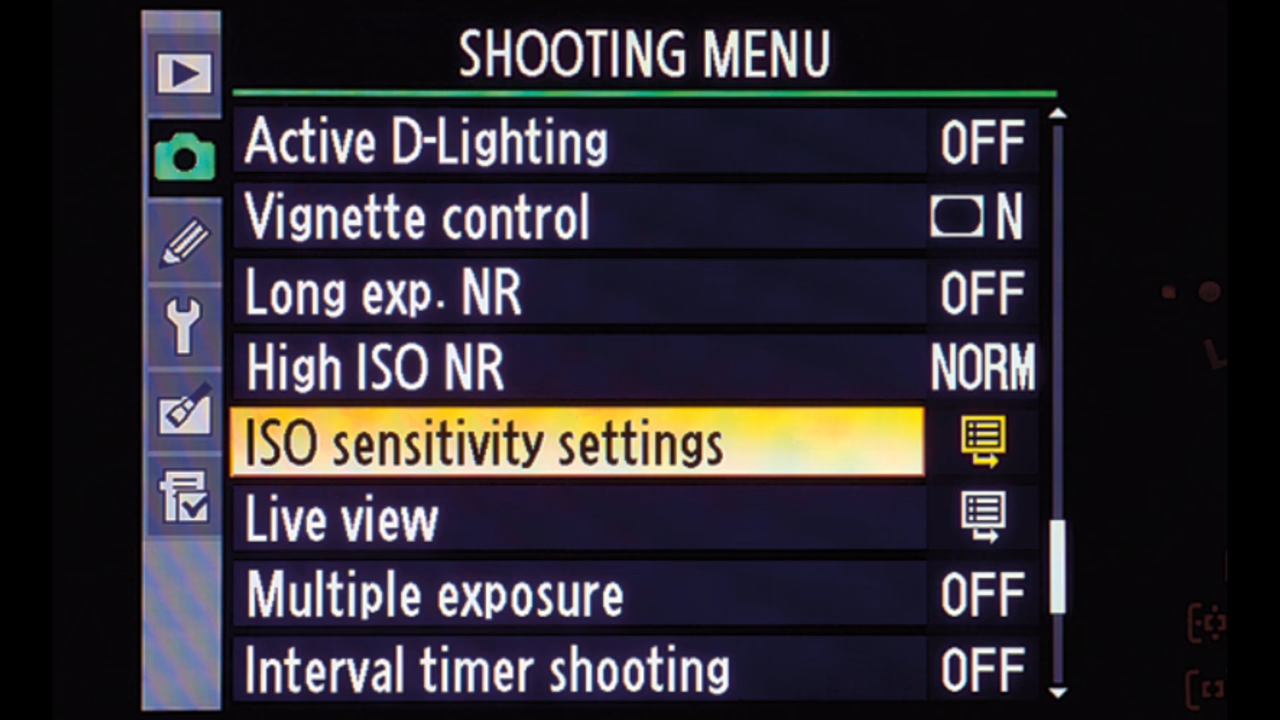 SHOOTING MENU
Active D-Lighting OFF
Vignette control N
Long exp. NR OFF
High ISO NR NORM
ISO sensitivity settings
Live view
Multiple exposure OFF
Interval timer shooting OFF